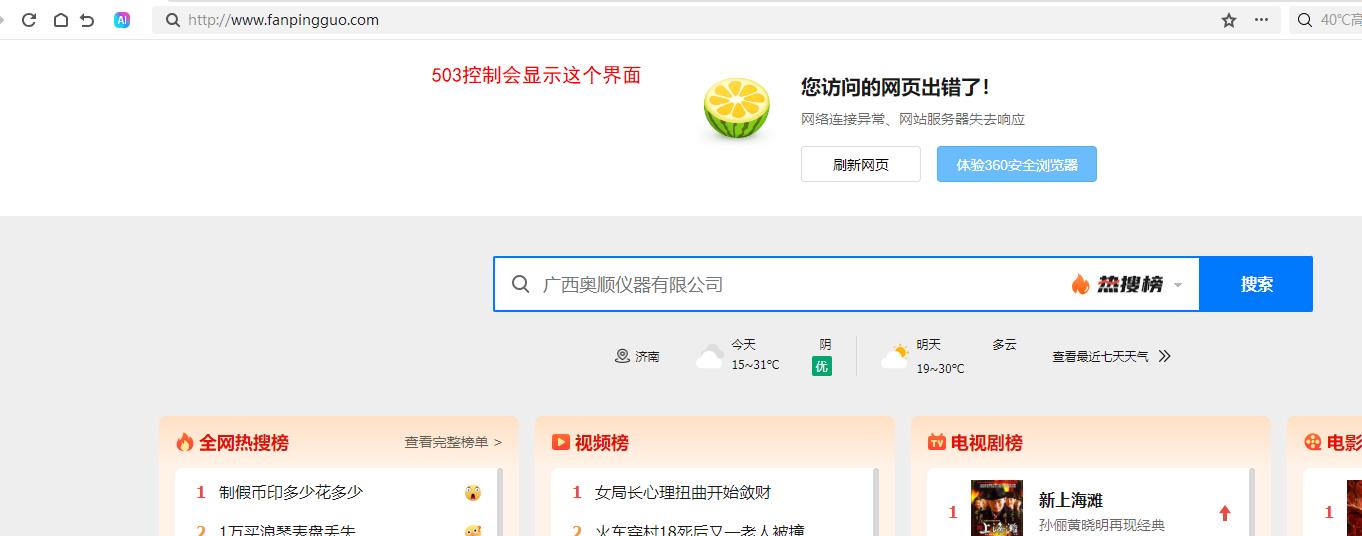 AI
http://www.fanpingguo.com
40℃高
503控制会显示这个界面
您访问的网页出错了！
网络连接异常、网站服务器失去响应
刷新网页
体验360安全浏览器
广西奥顺仪器有限公司
热搜榜
搜索
济南
今天
阴
15~31℃
优
明天
多云
19~30℃
查看最近七天天气
全网热搜榜
查看完整榜单 >
1 制假币印多少花多少
2 1万买浪琴表盘丢失
视频榜
1 女局长心理扭曲开始敛财
2 火车穿村18死后又一老人被撞
TV 电视剧榜
1
新上海滩
孙俪黄晓明再现经典
电影
1